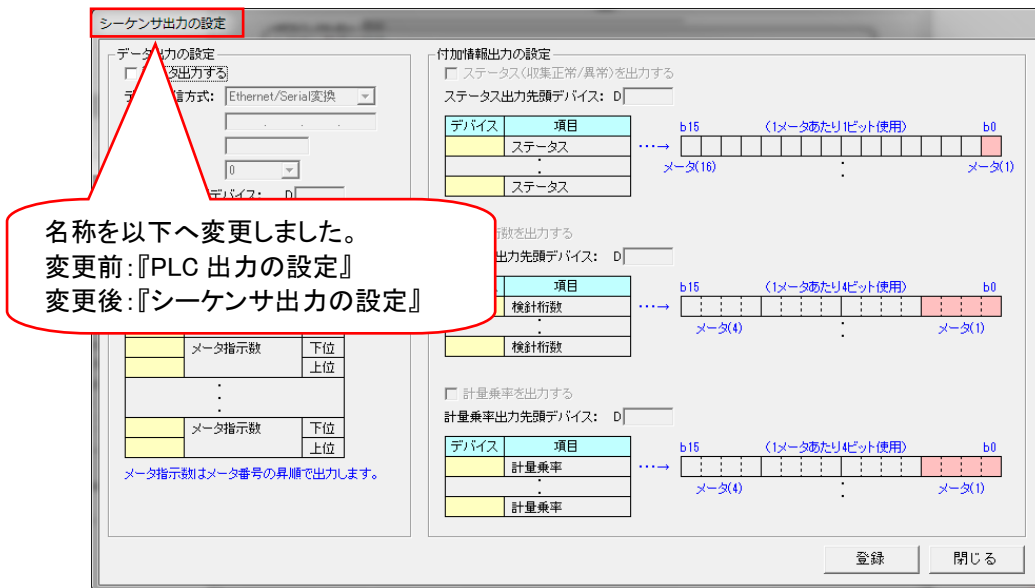 シーケンサ出力の設定
データ出力の設定
タ出力する
信方式: Ethernet/Serial変換
0
デバイス: D
名称を以下へ変更しました。
変更前:『PLC 出力の設定』
変更後:『シーケンサ出力の設定』
メータ指示数 下位
上位
:
メータ指示数 下位
上位
メータ指示数はメータ番号の昇順で出力します。
付加情報出力の設定
ステータス(収集正常/異常)を出力する
ステータス出力先頭デバイス: D
デバイス 項目
ステータス
:
ステータス
…→
b15 (1メータあたり1ビット使用) b0
メータ(16) : メータ(1)
桁数を出力する
出力先頭デバイス: D
項目
検針桁数
:
検針桁数
…→
b15 (1メータあたり4ビット使用) b0
メータ(4) : メータ(1)
計量乗率を出力する
計量乗率出力先頭デバイス: D
デバイス 項目
計量乗率
:
計量乗率
…→
b15 (1メータあたり4ビット使用) b0
メータ(4) : メータ(1)
登録 閉じる